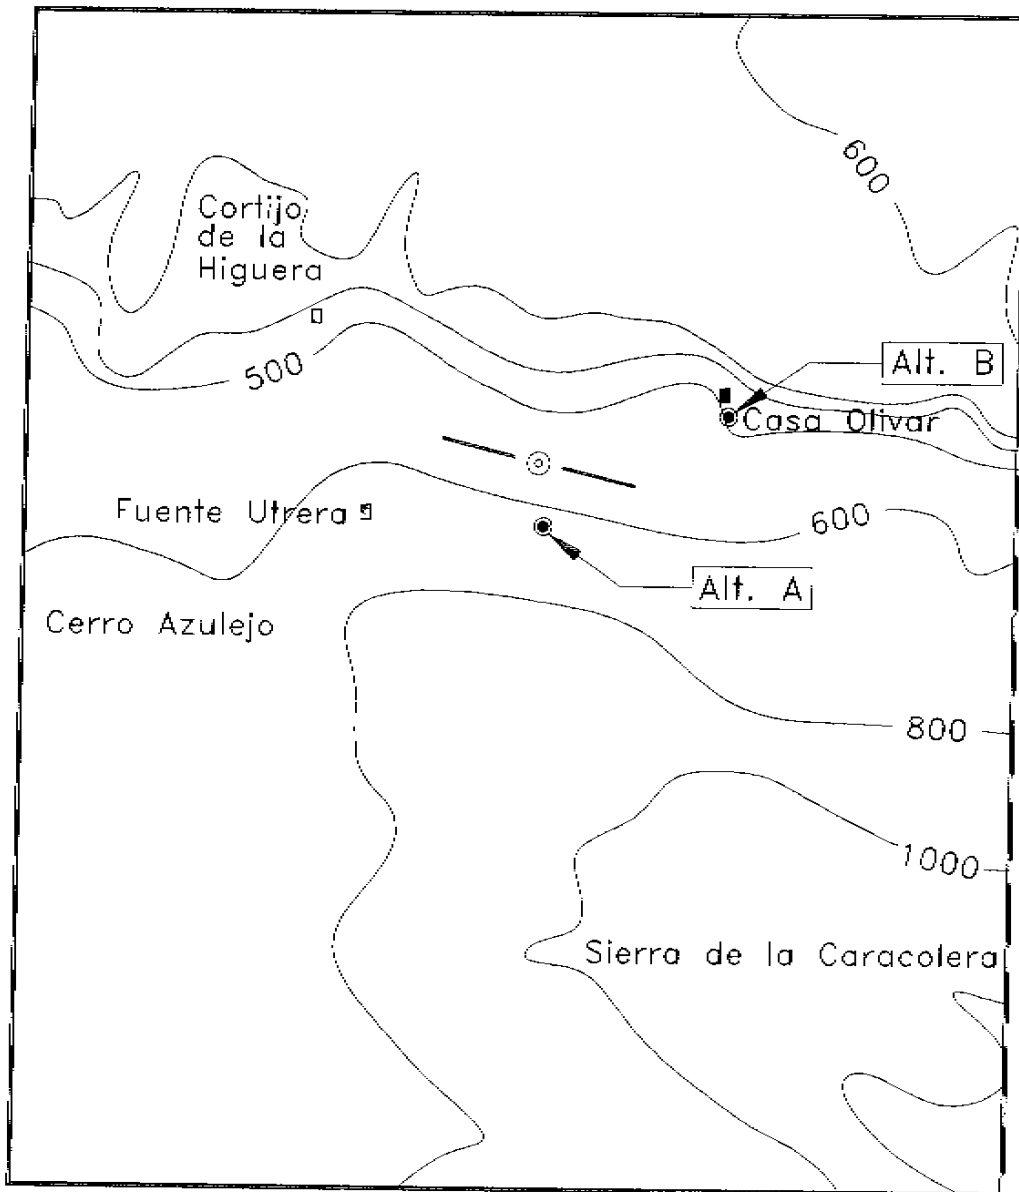 600
Cortijo
de la
Higuera
Alt. B
500
Casa Olivar
Fuente Utrera
600
Alt. A
Cerro Azulejo
800
1000
Sierra de la Caracolera